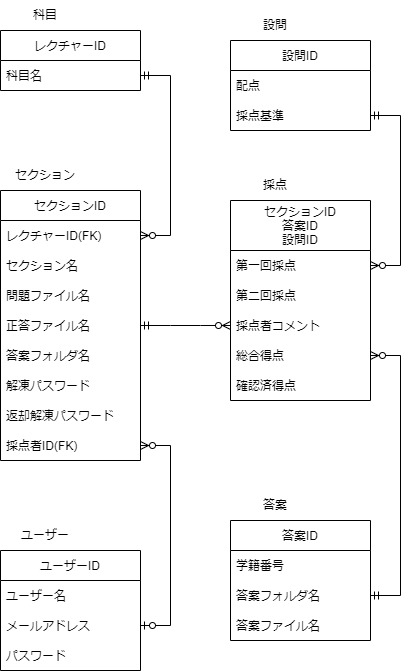 科目
レクチャーID
科目名
設問
設問ID
配点
採点基準
セクション
セクションID
レクチャーID(FK)
セクション名
問題ファイル名
正答ファイル名
答案フォルダ名
解凍パスワード
返却解凍パスワード
採点者ID(FK)
採点
セクションID
答案ID
設問ID
第一回採点
第二回採点
採点者コメント
総合得点
確認済得点
ユーザー
ユーザーID
ユーザー名
メールアドレス
パスワード
答案
答案ID
学籍番号
答案フォルダ名
答案ファイル名